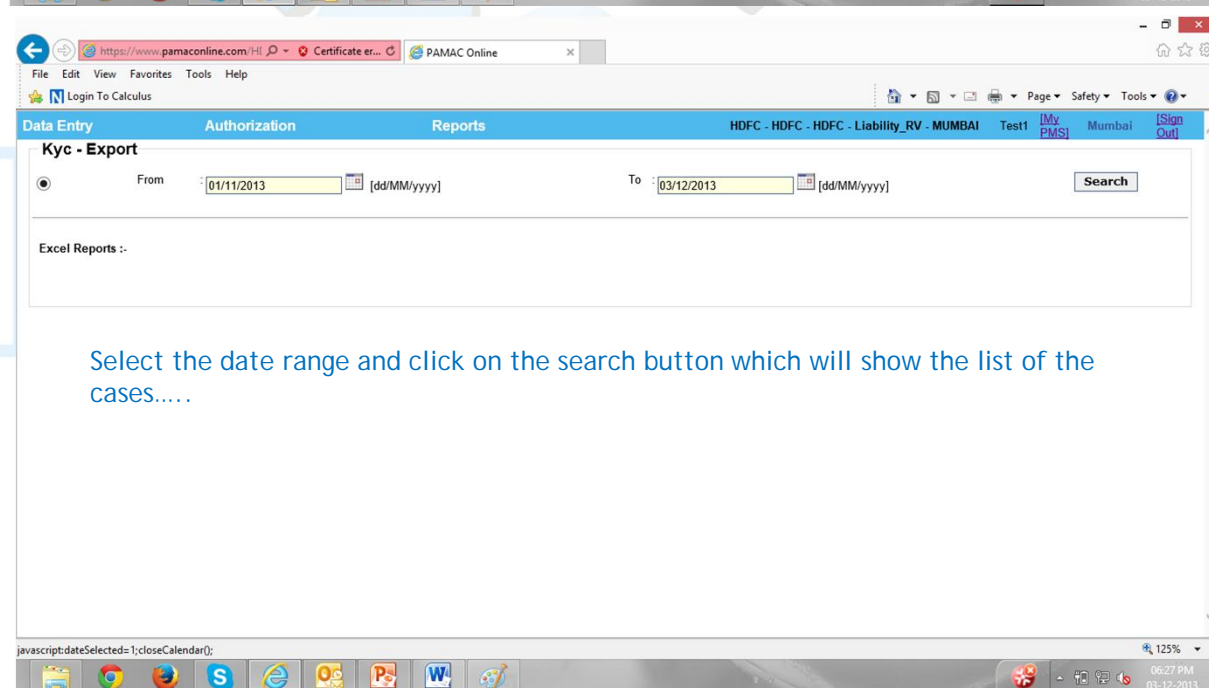 https://www.pamaconline.com/HI Certificate er... PAMAC Online
File Edit View Favorites Tools Help
Login To Calculus Page Safety Tools
Data Entry Authorization Reports HDFC - HDFC - HDFC - Liability_RV - MUMBAI Test1 [My PMS] Mumbai [Sign Out]
Kyc - Export
From : 01/11/2013 [dd/MM/yyyy] To : 03/12/2013 [dd/MM/yyyy] Search
Excel Reports :-
Select the date range and click on the search button which will show the list of the
cases.....
javascript:dateSelected=1;closeCalendar(); 125%
06:27 PM
03-12-2013